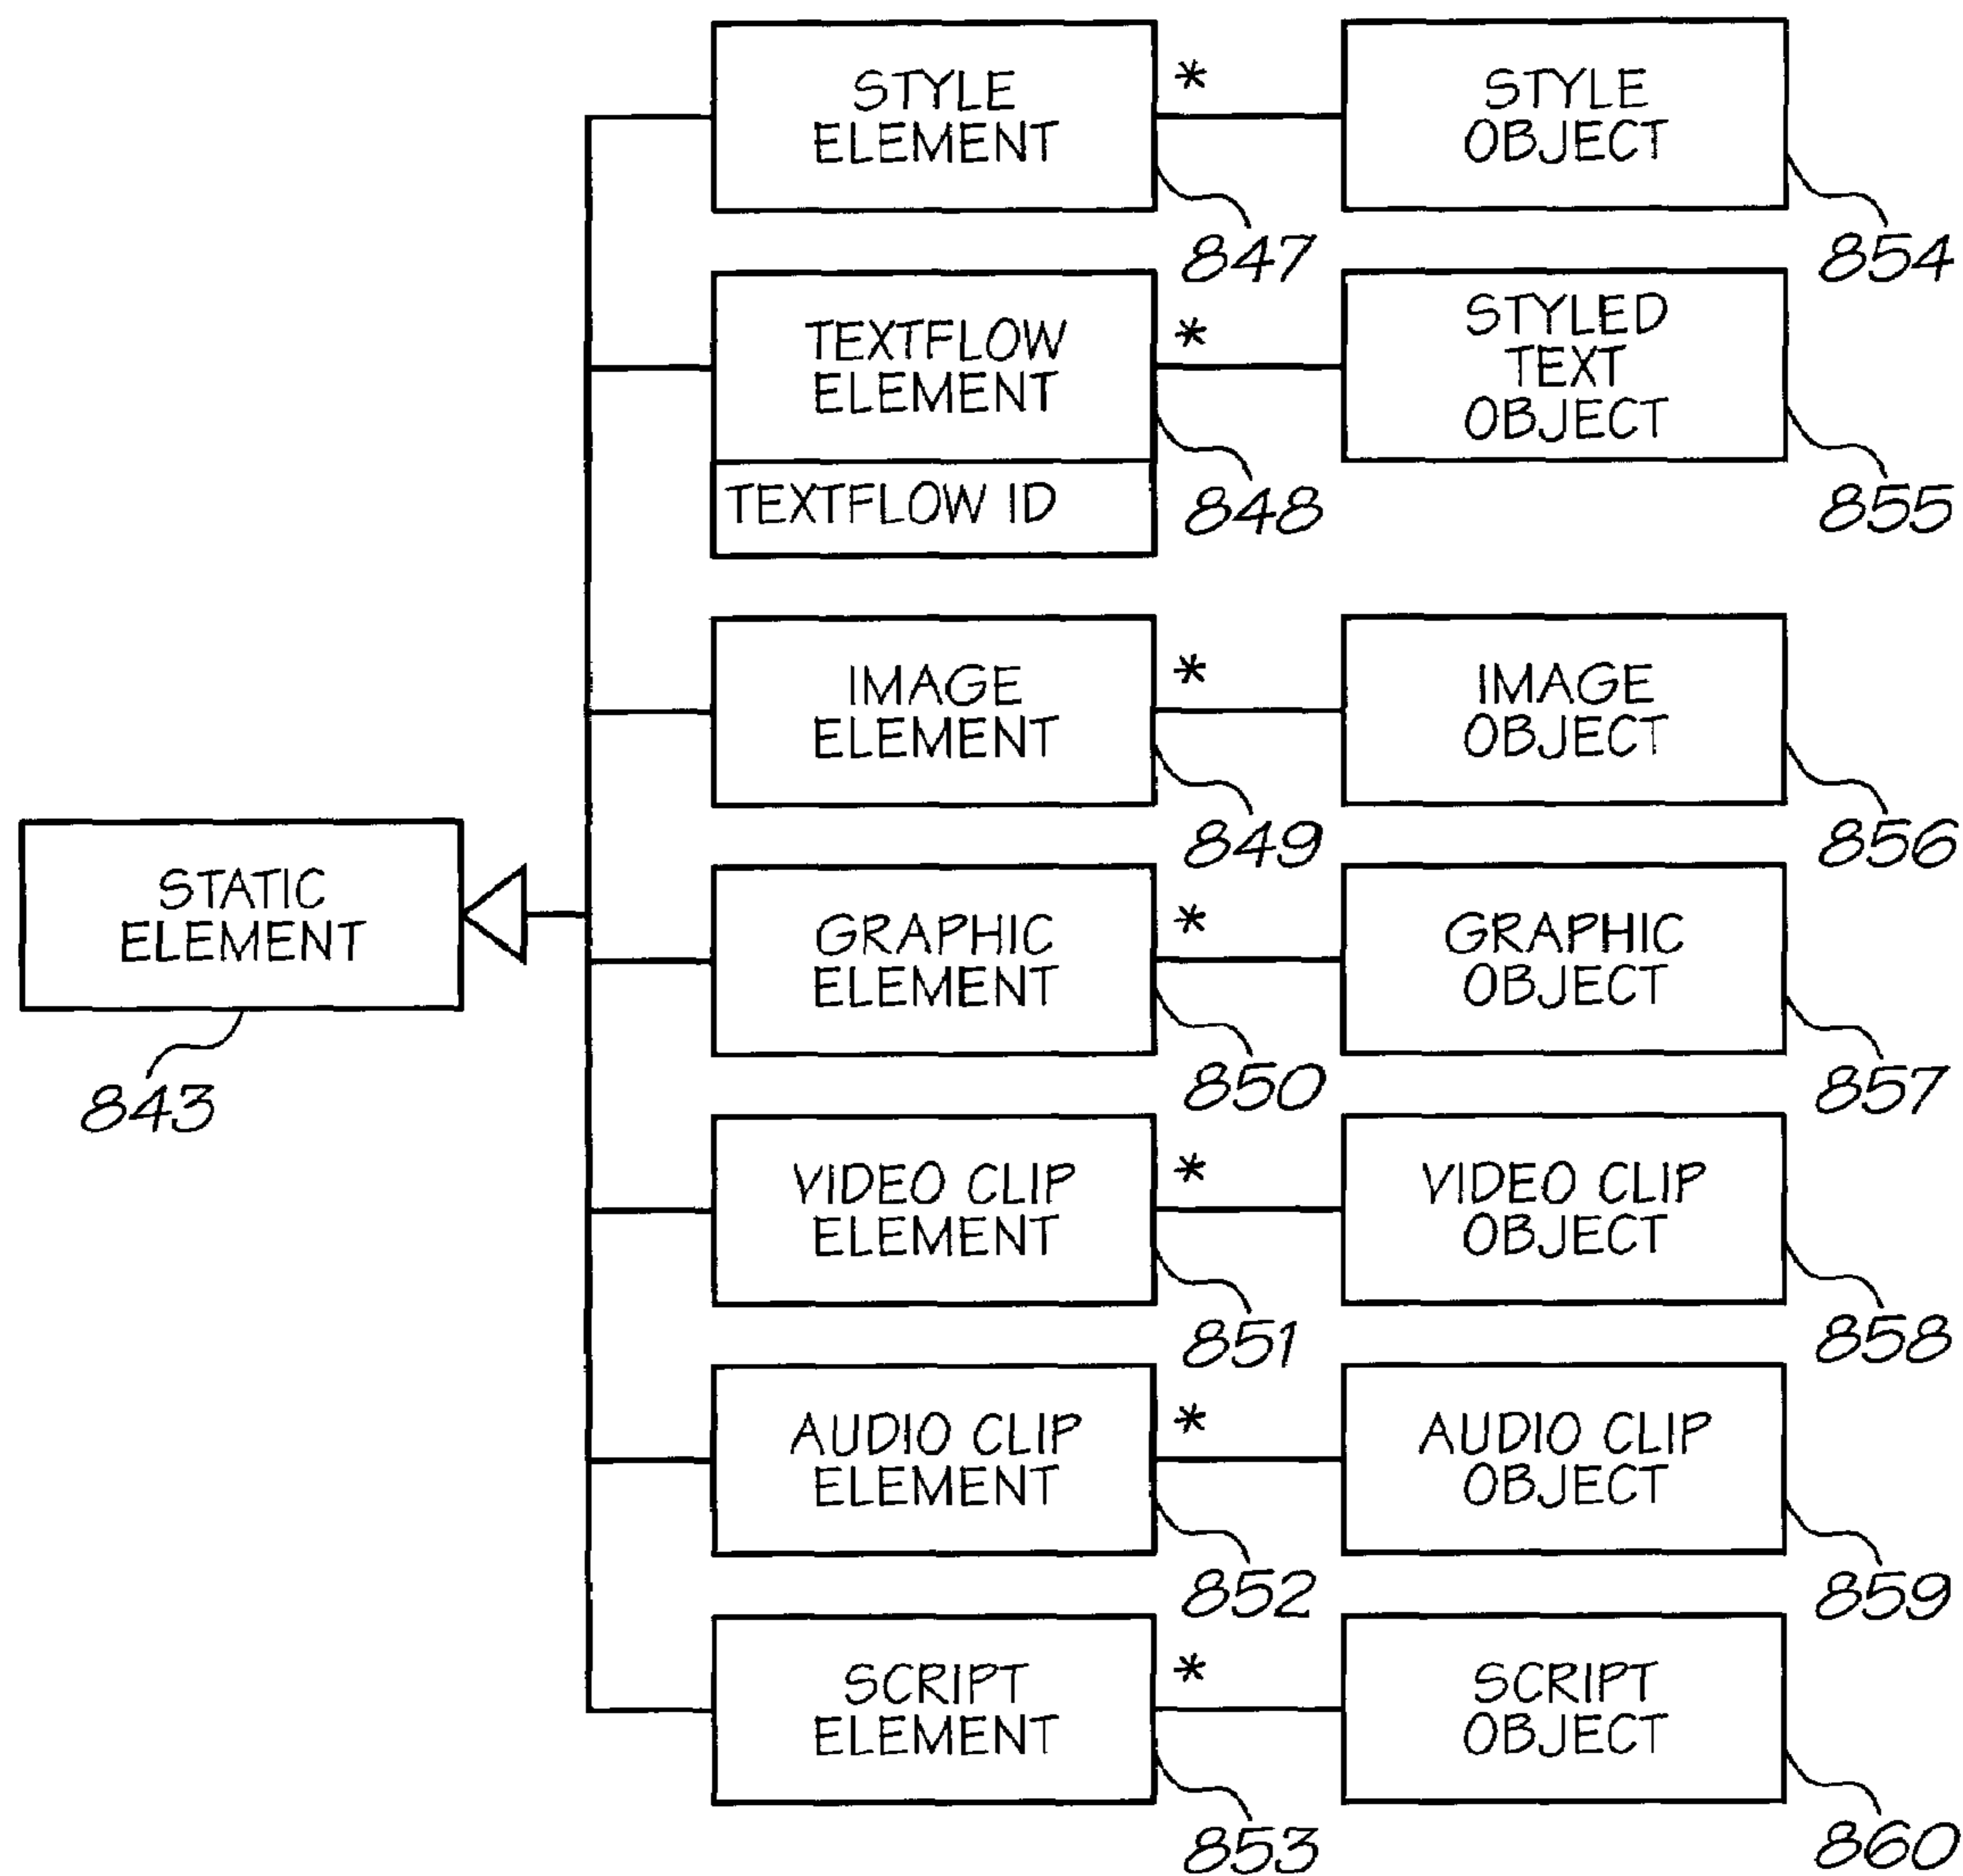 STYLE
ELEMENT
*
STYLE
OBJECT
847
854
TEXTFLOW
ELEMENT
TEXTFLOW ID
*
STYLED
TEXT
OBJECT
848
855
IMAGE
ELEMENT
*
IMAGE
OBJECT
849
856
STATIC
ELEMENT
843
GRAPHIC
ELEMENT
*
GRAPHIC
OBJECT
850
857
VIDEO CLIP
ELEMENT
*
VIDEO CLIP
OBJECT
851
858
AUDIO CLIP
ELEMENT
*
AUDIO CLIP
OBJECT
852
859
SCRIPT
ELEMENT
*
SCRIPT
OBJECT
853
860